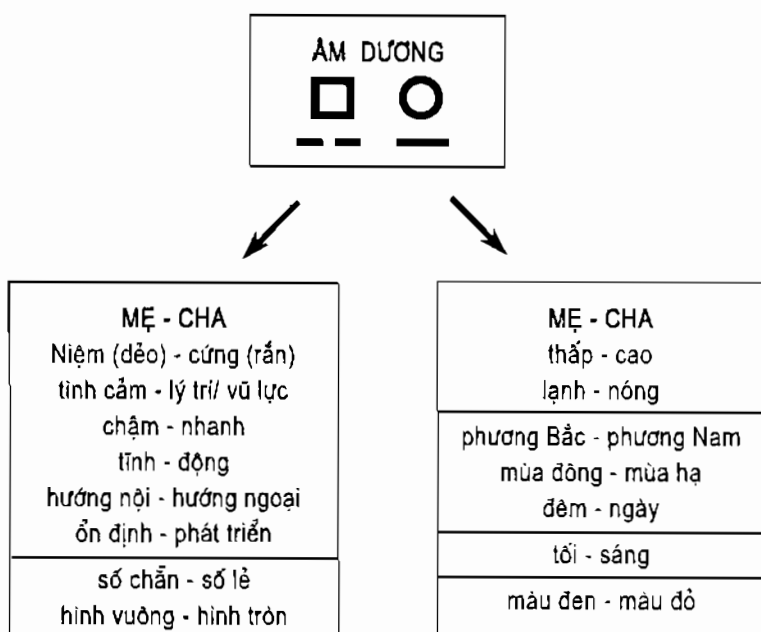 ÂM DƯƠNG
MẸ - CHA
Niệm (dẻo) - cứng (rắn)
tình cảm - lý trí/ vũ lực
chậm - nhanh
tĩnh - động
hướng nội - hướng ngoại
ổn định - phát triển
số chẵn - số lẻ
hình vuông - hình tròn
MẸ - CHA
thấp - cao
lạnh - nóng
phương Bắc - phương Nam
mùa đông - mùa hạ
đêm - ngày
tối - sáng
màu đen - màu đỏ